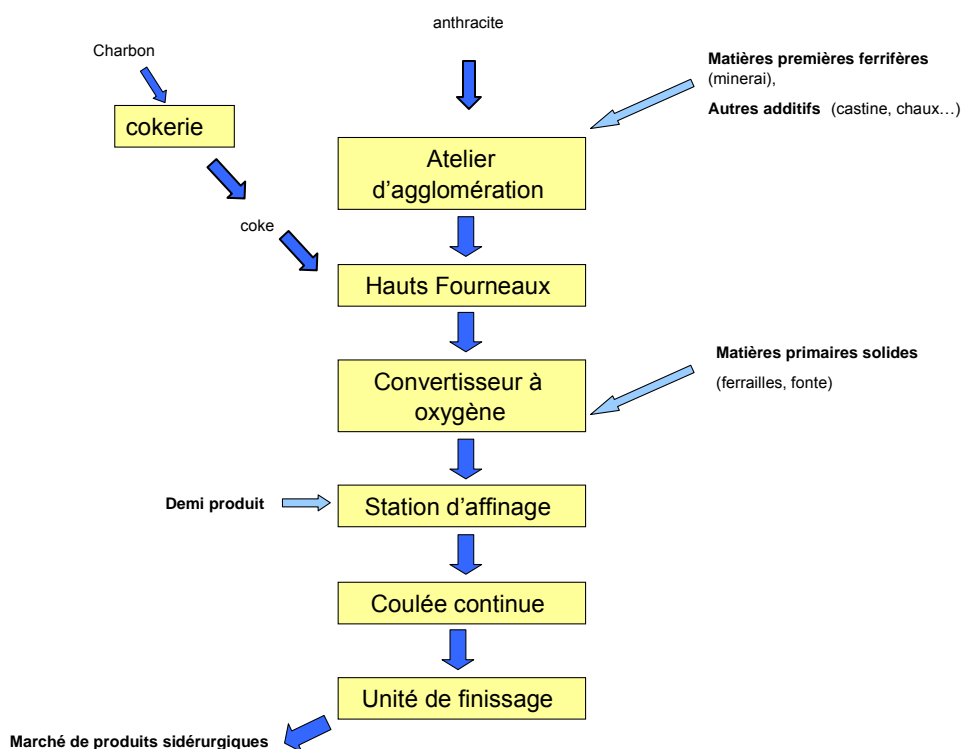 anthracite
Charbon
Matières premières ferrifères
(minerai),
Autres additifs (castine, chaux…)
cokerie
Atelier
d’agglomération
coke
Hauts Fourneaux
Matières primaires solides
(ferrailles, fonte)
Convertisseur à
oxygène
Demi produit
Station d’affinage
Coulée continue
Unité de finissage
Marché de produits sidérurgiques